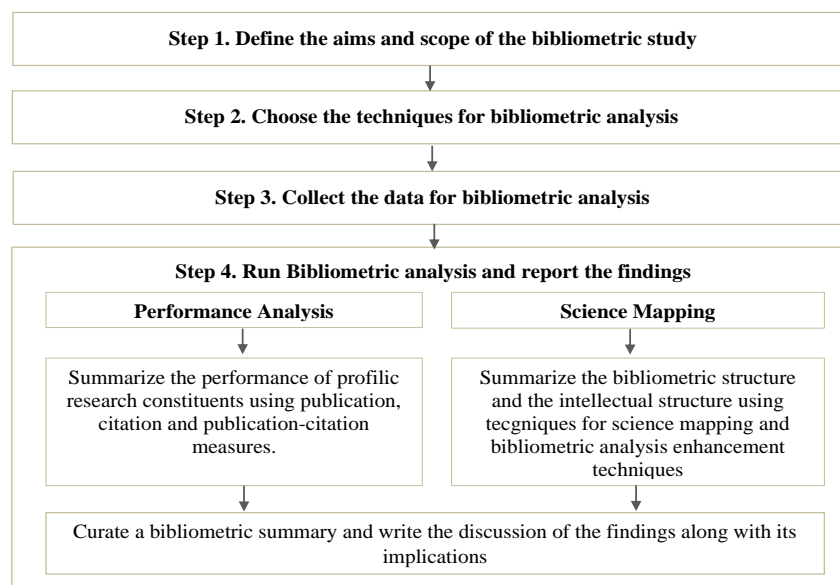 Step 1. Define the aims and scope of the bibliometric study
Step 2. Choose the techniques for bibliometric analysis
Step 3. Collect the data for bibliometric analysis
Step 4. Run Bibliometric analysis and report the findings
Performance Analysis
Summarize the performance of profilic
research constituents using publication,
citation and publication-citation
measures.
Science Mapping
Summarize the bibliometric structure
and the intellectual structure using
tecgniques for science mapping and
bibliometric analysis enhancement
techniques
Curate a bibliometric summary and write the discussion of the findings along with its
implications